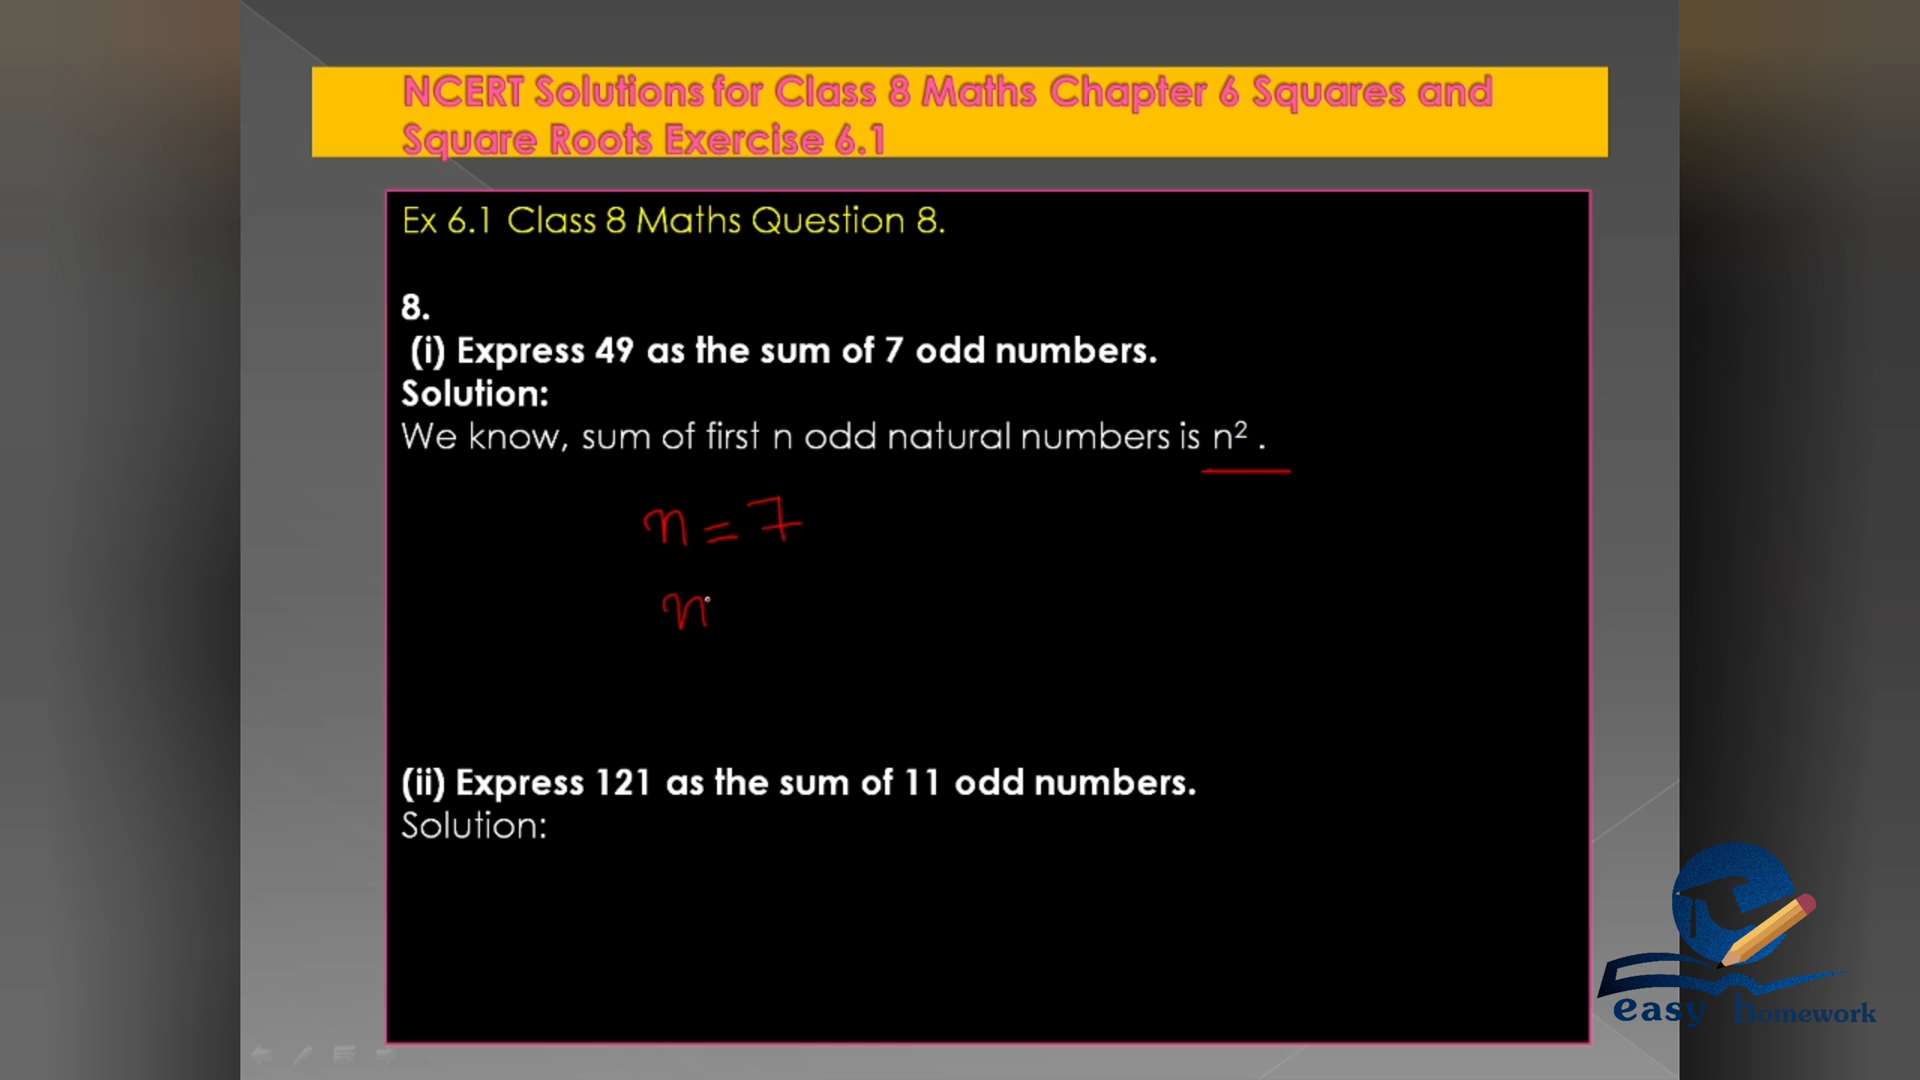 NCERT Solutions for Class 8 Maths Chapter 6 Squares and
Square Roots Exercise 6.1
Ex 6.1 Class 8 Maths Question 8.
8.
(i) Express 49 as the sum of 7 odd numbers.
Solution:
We know, sum of first n odd natural numbers is n² .
n = 7
n
(ii) Express 121 as the sum of 11 odd numbers.
Solution:
easy homework